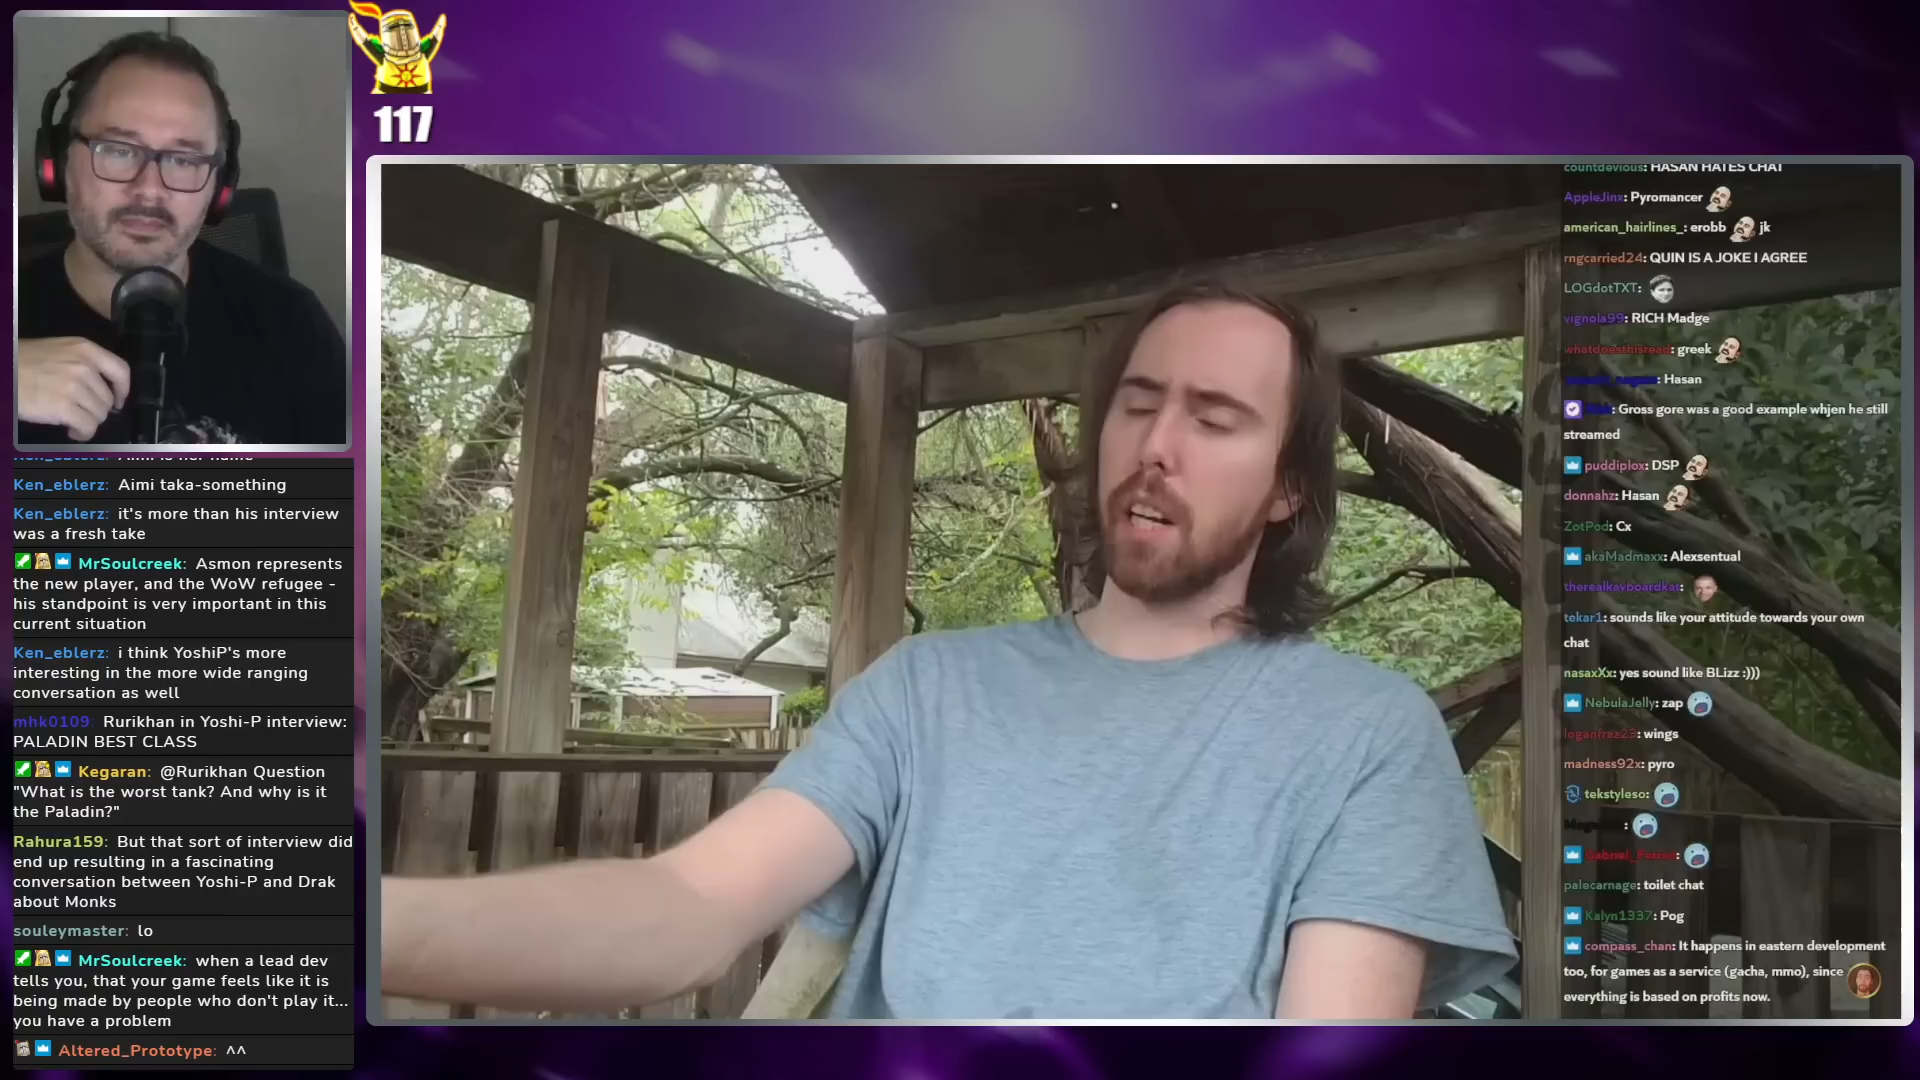 117
Ken_eblerz: Aimi is her name
Ken_eblerz: Aimi taka-something
Ken_eblerz: it's more than his interview
was a fresh take
MrSoulcreek: Asmon represents
the new player, and the WoW refugee -
his standpoint is very important in this
current situation
Ken_eblerz: i think YoshiP's more
interesting in the more wide ranging
conversation as well
mhk0109: Rurikhan in Yoshi-P interview:
PALADIN BEST CLASS
Kegaran: @Rurikhan Question
"What is the worst tank? And why is it
the Paladin?"
Rahura159: But that sort of interview did
end up resulting in a fascinating
conversation between Yoshi-P and Drak
about Monks
souleymaster: lo
MrSoulcreek: when a lead dev
tells you, that your game feels like it is
being made by people who don't play it...
you have a problem
Altered_Prototype: ^^
countdevious: HASAN HATES CHAT
AppleJinx: Pyromancer
american_hairlines_: erobb jk
rngcarried24: QUIN IS A JOKE I AGREE
LOGdotTXT:
vignola99: RICH Madge
whatdoesthisread: greek
: Hasan
: Gross gore was a good example whjen he still
streamed
puddiplox: DSP
donnahz: Hasan
ZotPod: Cx
akaMadmaxx: Alexsentual
therealkayboardkat:
tekar1: sounds like your attitude towards your own
chat
nasaxXx: yes sound like BLizz :)))
NebulaJelly: zap
loganfraz23: wings
madness92x: pyro
tekstyleso:
palecarnage: toilet chat
Kalyn1337: Pog
compass_chan: It happens in eastern development
too, for games as a service (gacha, mmo), since
everything is based on profits now.